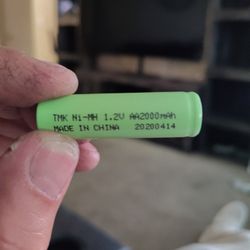 TMK Ni-MH 1.2V AA2000mAh
MADE IN CHINA 20200414